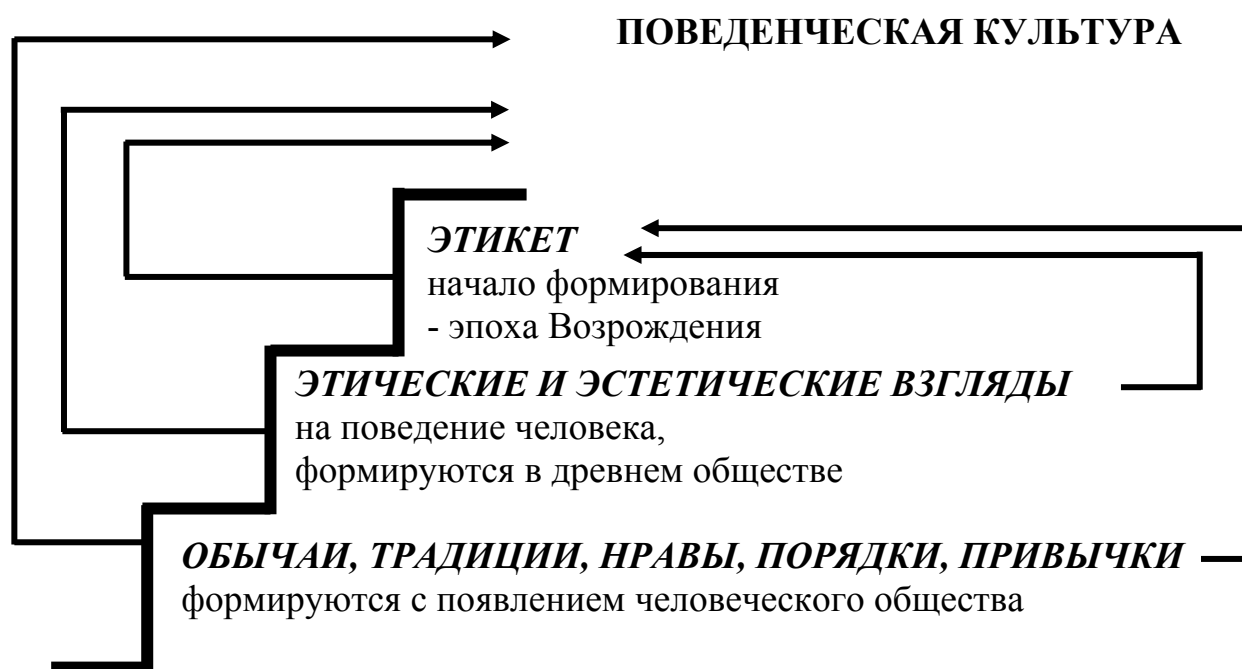 ПОВЕДЕНЧЕСКАЯ КУЛЬТУРА
ЭТИКЕТ
начало формирования
- эпоха Возрождения
ЭТИЧЕСКИЕ И ЭСТЕТИЧЕСКИЕ ВЗГЛЯДЫ
на поведение человека,
формируются в древнем обществе
ОБЫЧАИ, ТРАДИЦИИ, НРАВЫ, ПОРЯДКИ, ПРИВЫЧКИ
формируются с появлением человеческого общества